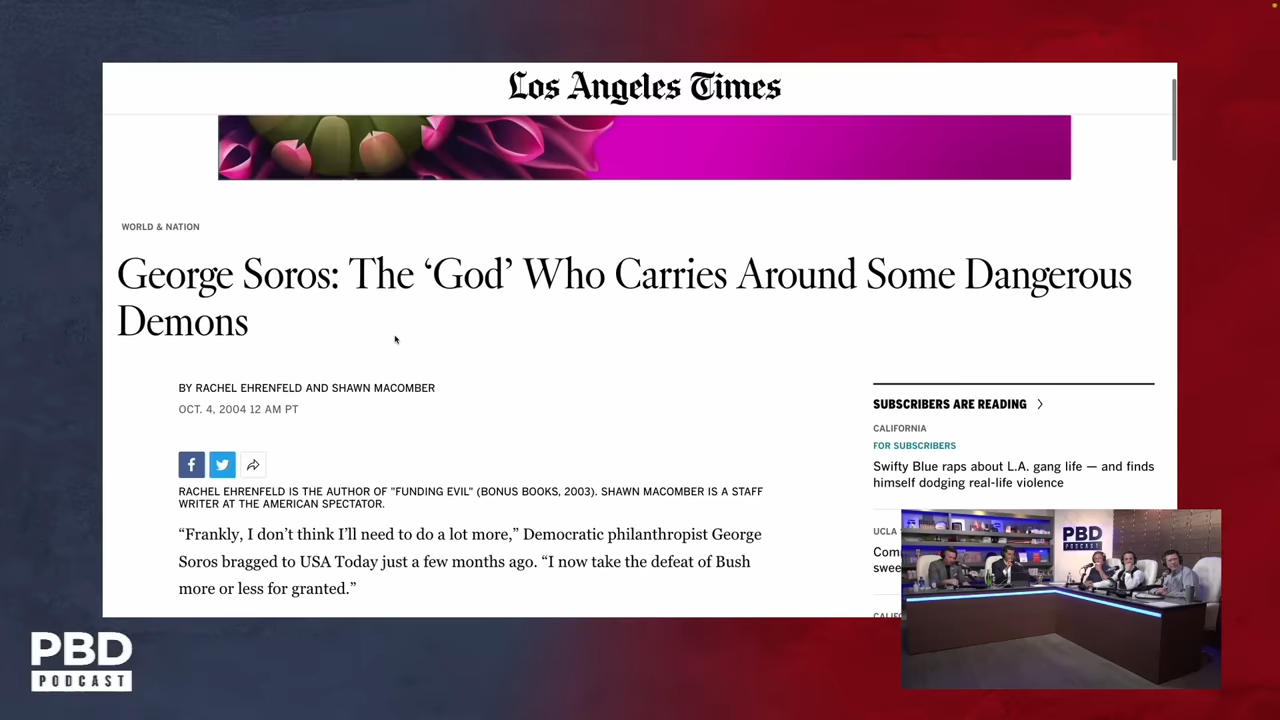 Los Angeles Times
WORLD & NATION
George Soros: The ‘God’ Who Carries Around Some Dangerous
Demons
BY RACHEL EHRENFELD AND SHAWN MACOMBER
OCT. 4, 2004 12 AM PT
RACHEL EHRENFELD IS THE AUTHOR OF "FUNDING EVIL" (BONUS BOOKS, 2003). SHAWN MACOMBER IS A STAFF
WRITER AT THE AMERICAN SPECTATOR.
“Frankly, I don’t think I’ll need to do a lot more,” Democratic philanthropist George
Soros bragged to USA Today just a few months ago. “I now take the defeat of Bush
more or less for granted.”
SUBSCRIBERS ARE READING
CALIFORNIA
FOR SUBSCRIBERS
Swifty Blue raps about L.A. gang life — and finds
himself dodging real-life violence
UCLA
PBD
PODCAST
PBD
PODCAST